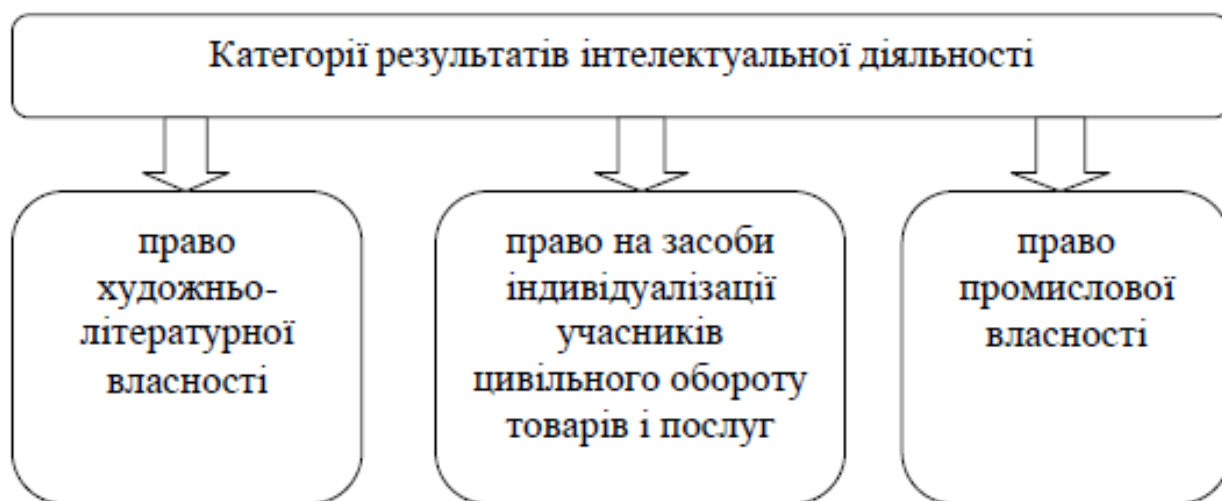 Категорії результатів інтелектуальної діяльності
право
художньо-
літературної
власності
право на засоби
індивідуалізації
учасників
цивільного обороту
товарів і послуг
право
промислової
власності